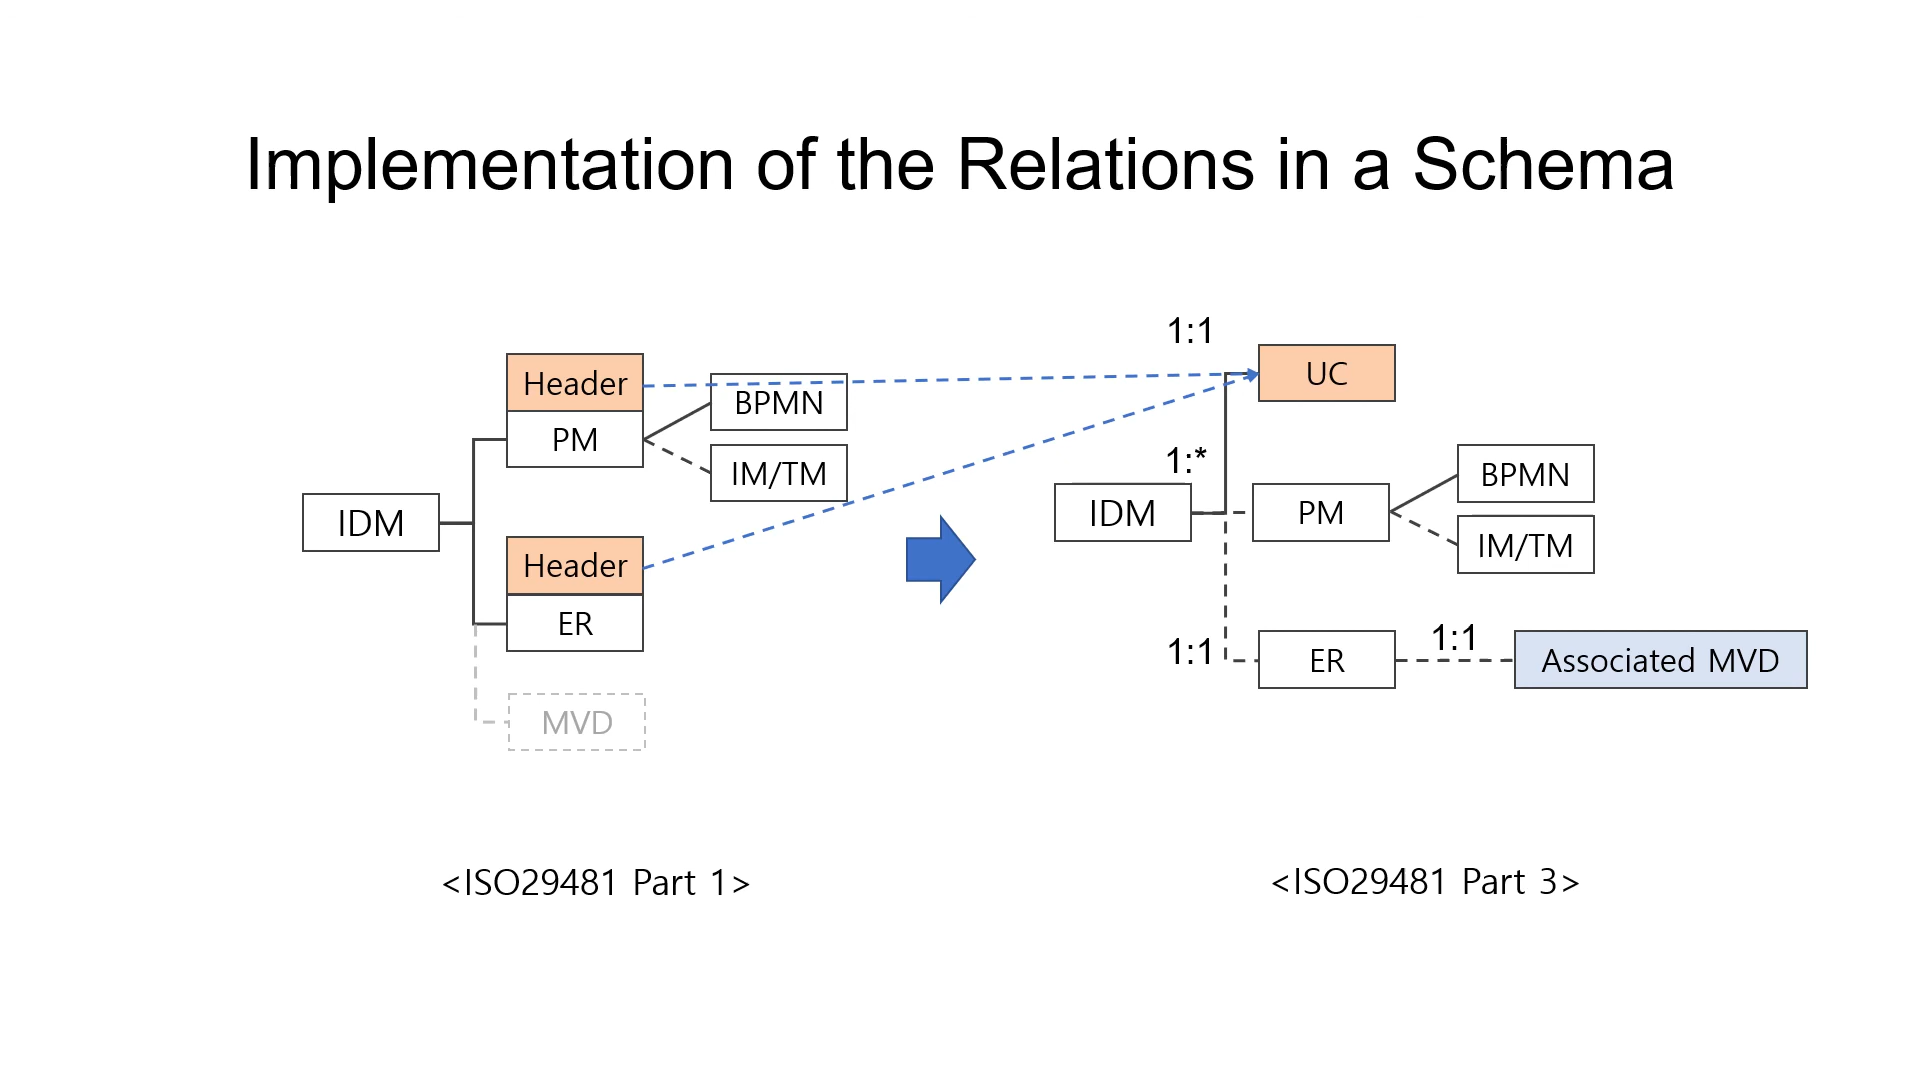 Implementation of the Relations in a Schema
Header
PM
BPMN
IM/TM
IDM
Header
ER
MVD
<ISO29481 Part 1>
1:1
UC
1:*
IDM
PM
BPMN
IM/TM
1:1
ER
1:1
Associated MVD
<ISO29481 Part 3>